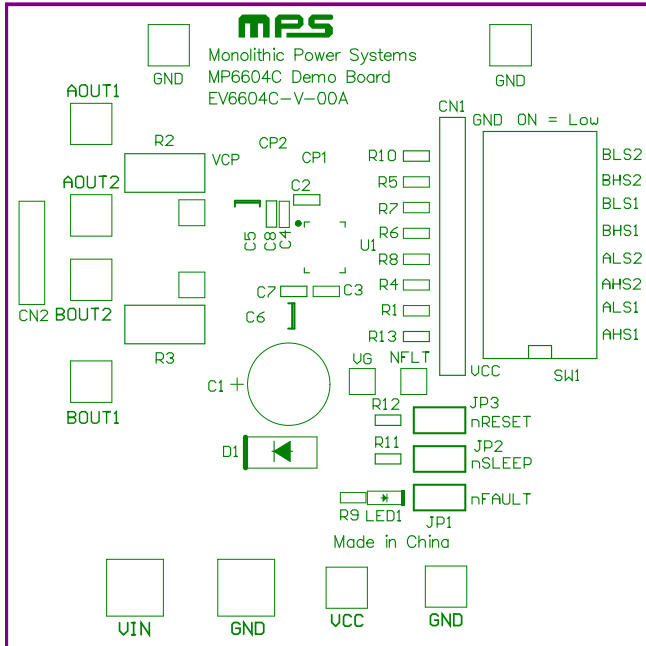 MPS
Monolithic Power Systems
MP6604C Demo Board
EV6604C-V-00A
GND
GND
AOUT1
CN1
GND ON = Low
R2
VCP
CP2
CP1
R10
BLS2
AOUT2
C2
R5
BHS2
R7
BLS1
C5
C8
C4
U1
R6
BHS1
R8
ALS2
C7
C3
R4
AHS2
CN2
BOUT2
C6
R1
ALS1
R13
AHS1
R3
VG
NFLT
VCC
SW1
C1 +
BOUT1
R12
JP3
nRESET
D1
R11
JP2
nSLEEP
R9
LED1
nFAULT
JP1
Made in China
VIN
GND
VCC
GND